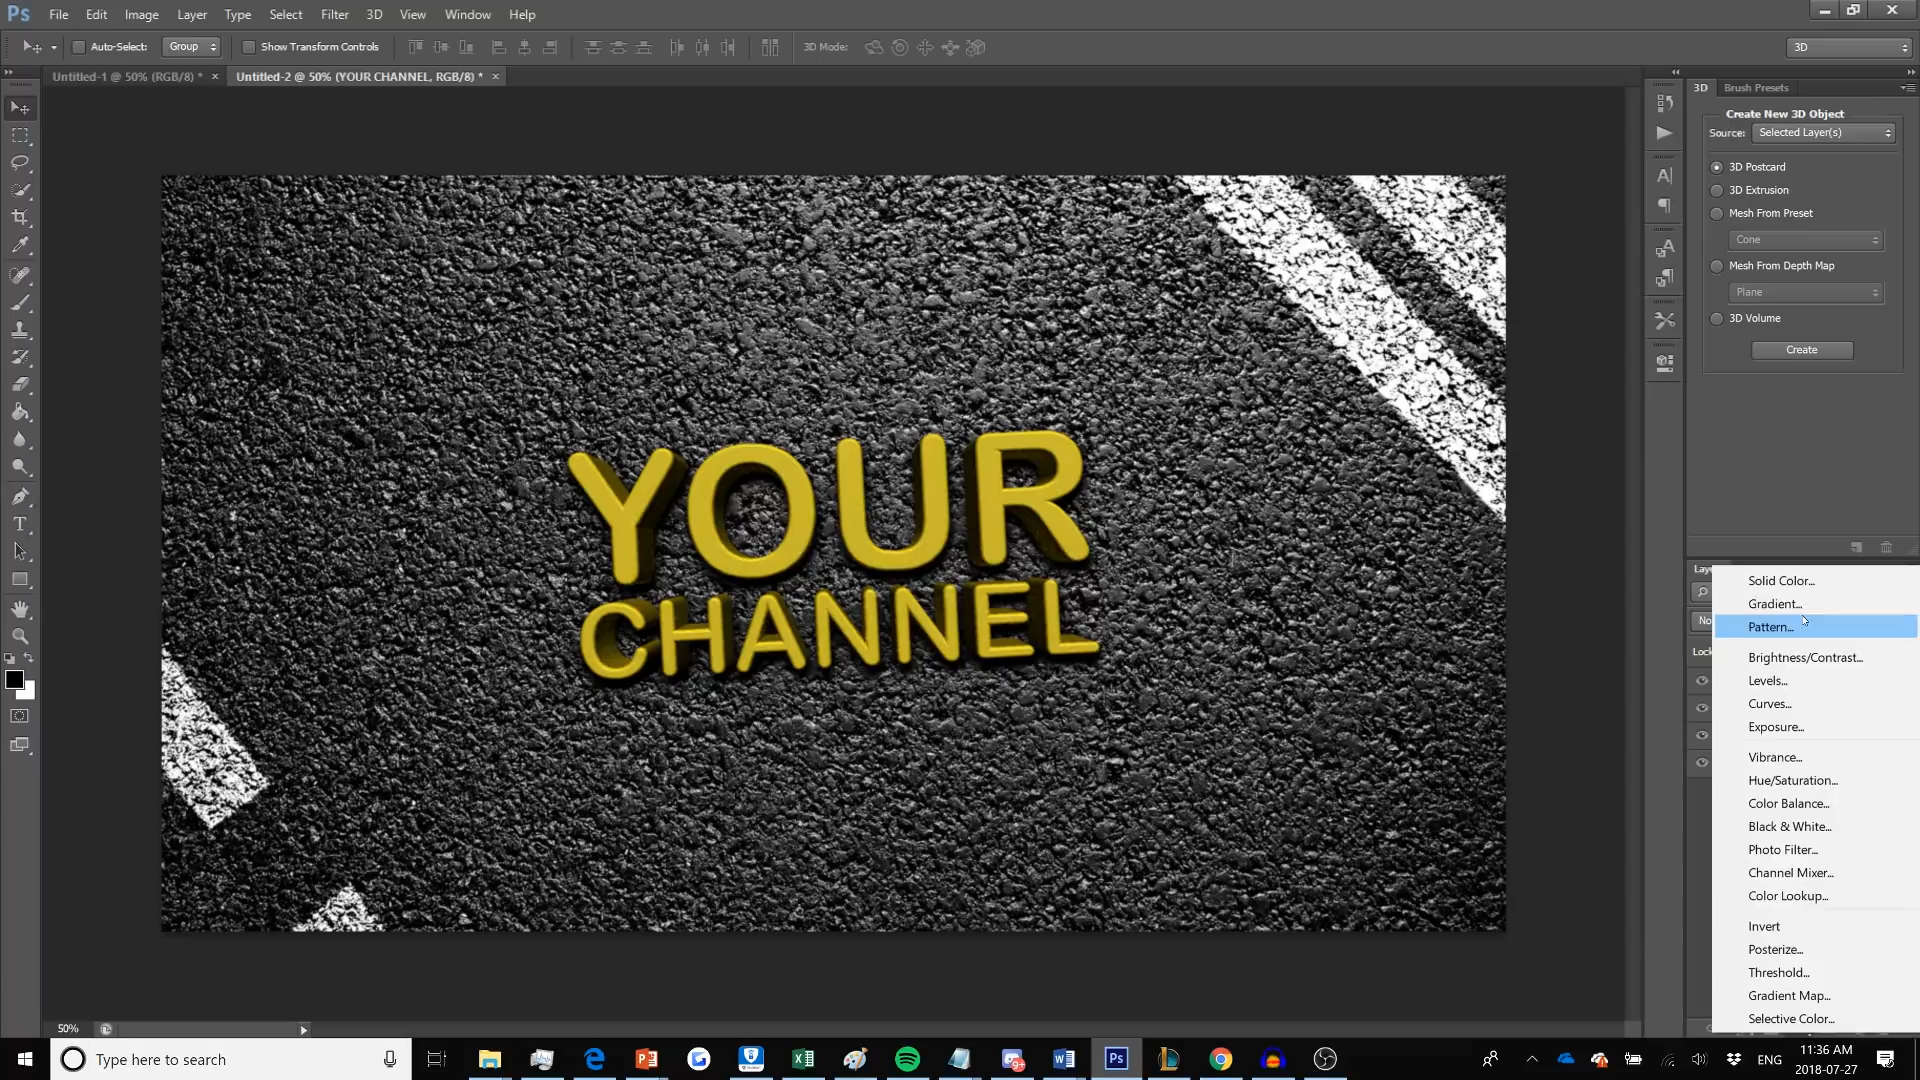 Ps File Edit Image Layer Type Select Filter 3D View Window Help
Auto-Select: Group Show Transform Controls 3D Mode: 3D
Untitled-1 @ 50% (RGB/8) * × Untitled-2 @ 50% (YOUR CHANNEL, RGB/8) * ×
3D Brush Presets
Create New 3D Object
Source: Selected Layer(s)
3D Postcard
3D Extrusion
Mesh From Preset
Cone
Mesh From Depth Map
Plane
3D Volume
Create
YOUR
CHANNEL
Lay
No
Lock
Solid Color...
Gradient...
Pattern...
Brightness/Contrast...
Levels...
Curves...
Exposure...
Vibrance...
Hue/Saturation...
Color Balance...
Black & White...
Photo Filter...
Channel Mixer...
Color Lookup...
Invert
Posterize...
Threshold...
Gradient Map...
Selective Color...
50%
Type here to search
Ps
ENG
11:36 AM
2018-07-27